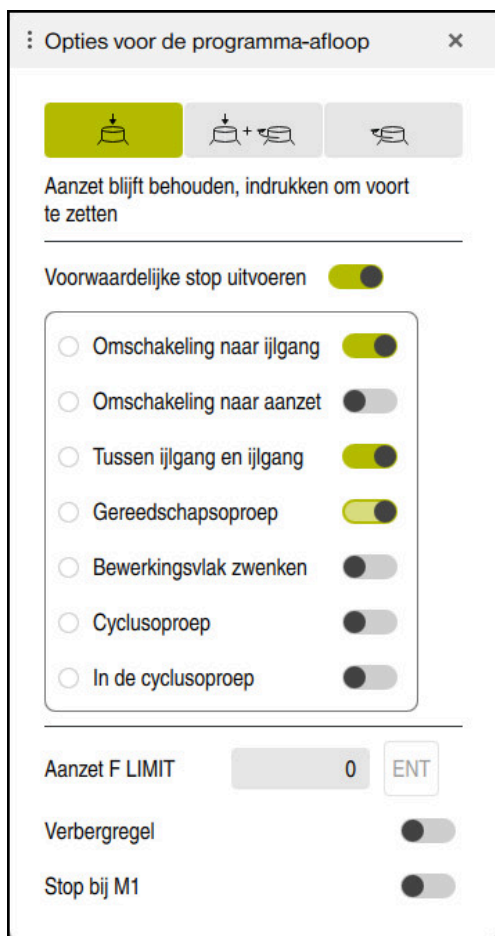 Opties voor de programma-afloop
Aanzet blijft behouden, indrukken om voort
te zetten
Voorwaardelijke stop uitvoeren
Omschakeling naar ijlgang
Omschakeling naar aanzet
Tussen ijlgang en ijlgang
Gereedschapsoproep
Bewerkingsvlak zwenken
Cyclusoproep
In de cyclusoproep
Aanzet F LIMIT 0 ENT
Verbergregel
Stop bij M1